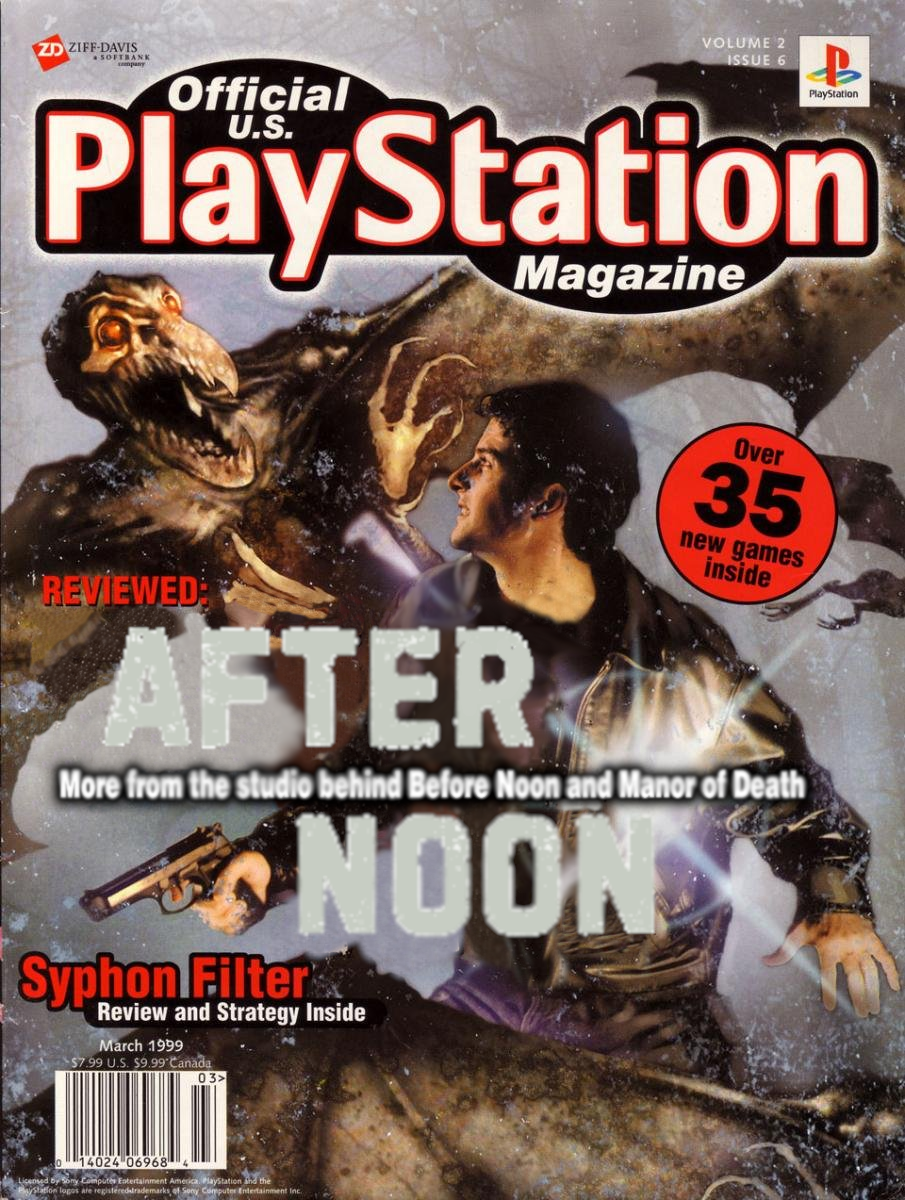 ZD ZIFF-DAVIS
a SOFTBANK
company
VOLUME 2
ISSUE 6
PlayStation
Official
U.S.
PlayStation
Magazine
Over
35
new games
inside
REVIEWED:
AFTER
More from the studio behind Before Noon and Manor of Death
NOON
Syphon Filter
Review and Strategy Inside
March 1999
$7.99 U.S. $9.99 Canada
03>
0 14024 06968 4
Licensed by Sony Computer Entertainment America. PlayStation and the
PlayStation logos are registered trademarks of Sony Computer Entertainment Inc.